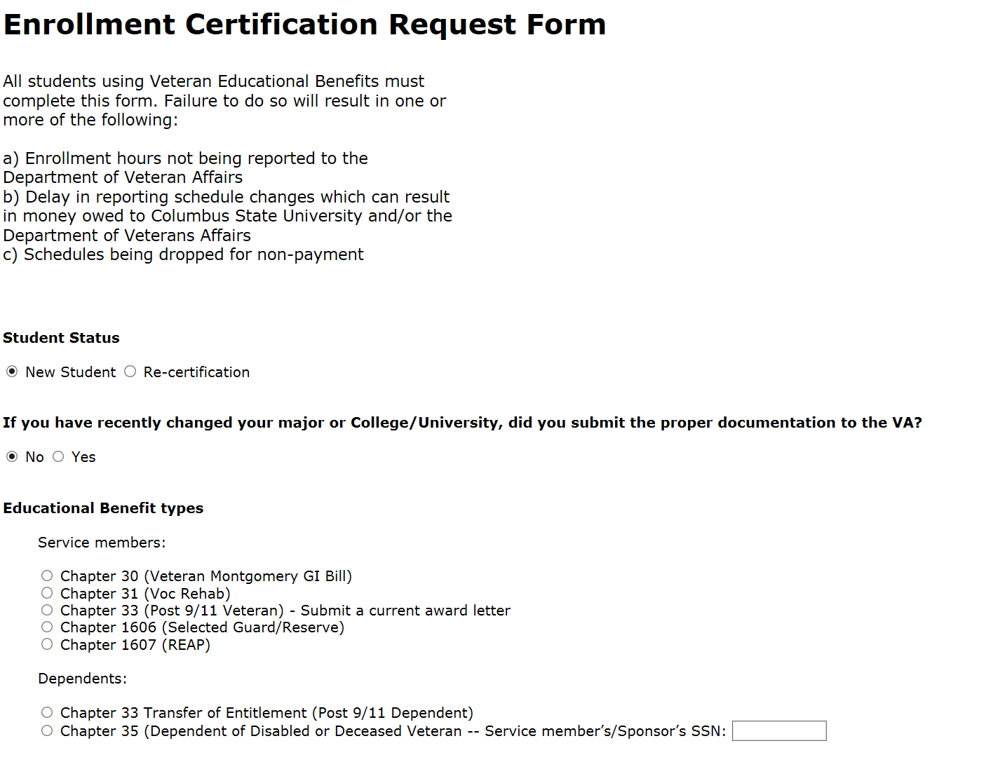 Enrollment Certification Request Form
All students using Veteran Educational Benefits must
complete this form. Failure to do so will result in one or
more of the following:
a) Enrollment hours not being reported to the
Department of Veteran Affairs
b) Delay in reporting schedule changes which can result
in money owed to Columbus State University and/or the
Department of Veterans Affairs
c) Schedules being dropped for non-payment
Student Status
New Student Re-certification
If you have recently changed your major or College/University, did you submit the proper documentation to the VA?
No Yes
Educational Benefit types
Service members:
Chapter 30 (Veteran Montgomery GI Bill)
Chapter 31 (Voc Rehab)
Chapter 33 (Post 9/11 Veteran) - Submit a current award letter
Chapter 1606 (Selected Guard/Reserve)
Chapter 1607 (REAP)
Dependents:
Chapter 33 Transfer of Entitlement (Post 9/11 Dependent)
Chapter 35 (Dependent of Disabled or Deceased Veteran -- Service member’s/Sponsor’s SSN: